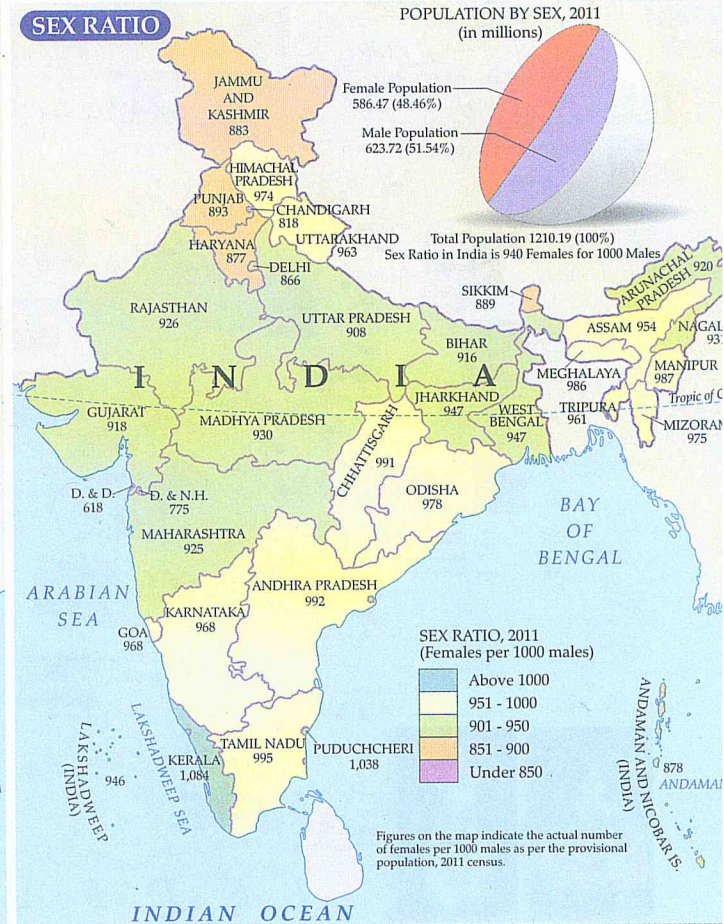 SEX RATIO
POPULATION BY SEX, 2011
(in millions)
Female Population
586.47 (48.46%)
Male Population
623.72 (51.54%)
Total Population 1210.19 (100%)
Sex Ratio in India is 940 Females for 1000 Males
JAMMU
AND
KASHMIR
883
HIMACHAL
PRADESH
974
PUNJAB
893
CHANDIGARH
818
UTTARAKHAND
963
HARYANA
877
DELHI
866
RAJASTHAN
926
UTTAR PRADESH
908
BIHAR
916
SIKKIM
889
ARUNACHAL
PRADESH 920
ASSAM 954
NAGAL
931
MEGHALAYA
986
MANIPUR
987
TRIPURA
961
MIZORAM
975
Tropic of C
INDIA
GUJARAT
918
MADHYA PRADESH
930
JHARKHAND
947
WEST
BENGAL
947
CHHATTISGARH
991
ODISHA
978
D. & D.
618
D. & N.H.
775
MAHARASHTRA
925
ANDHRA PRADESH
992
KARNATAKA
968
GOA
968
BAY
OF
BENGAL
ARABIAN
SEA
SEX RATIO, 2011
(Females per 1000 males)
Above 1000
951 - 1000
901 - 950
851 - 900
Under 850
LAKSHADWEEP
(INDIA)
946
LAKSHADWEEP SEA
KERALA
1,084
TAMIL NADU
995
PUDUCHCHERI
1,038
ANDAMAN AND NICOBAR IS.
(INDIA)
878
ANDAMAN
Figures on the map indicate the actual number
of females per 1000 males as per the provisional
population, 2011 census.
INDIAN OCEAN